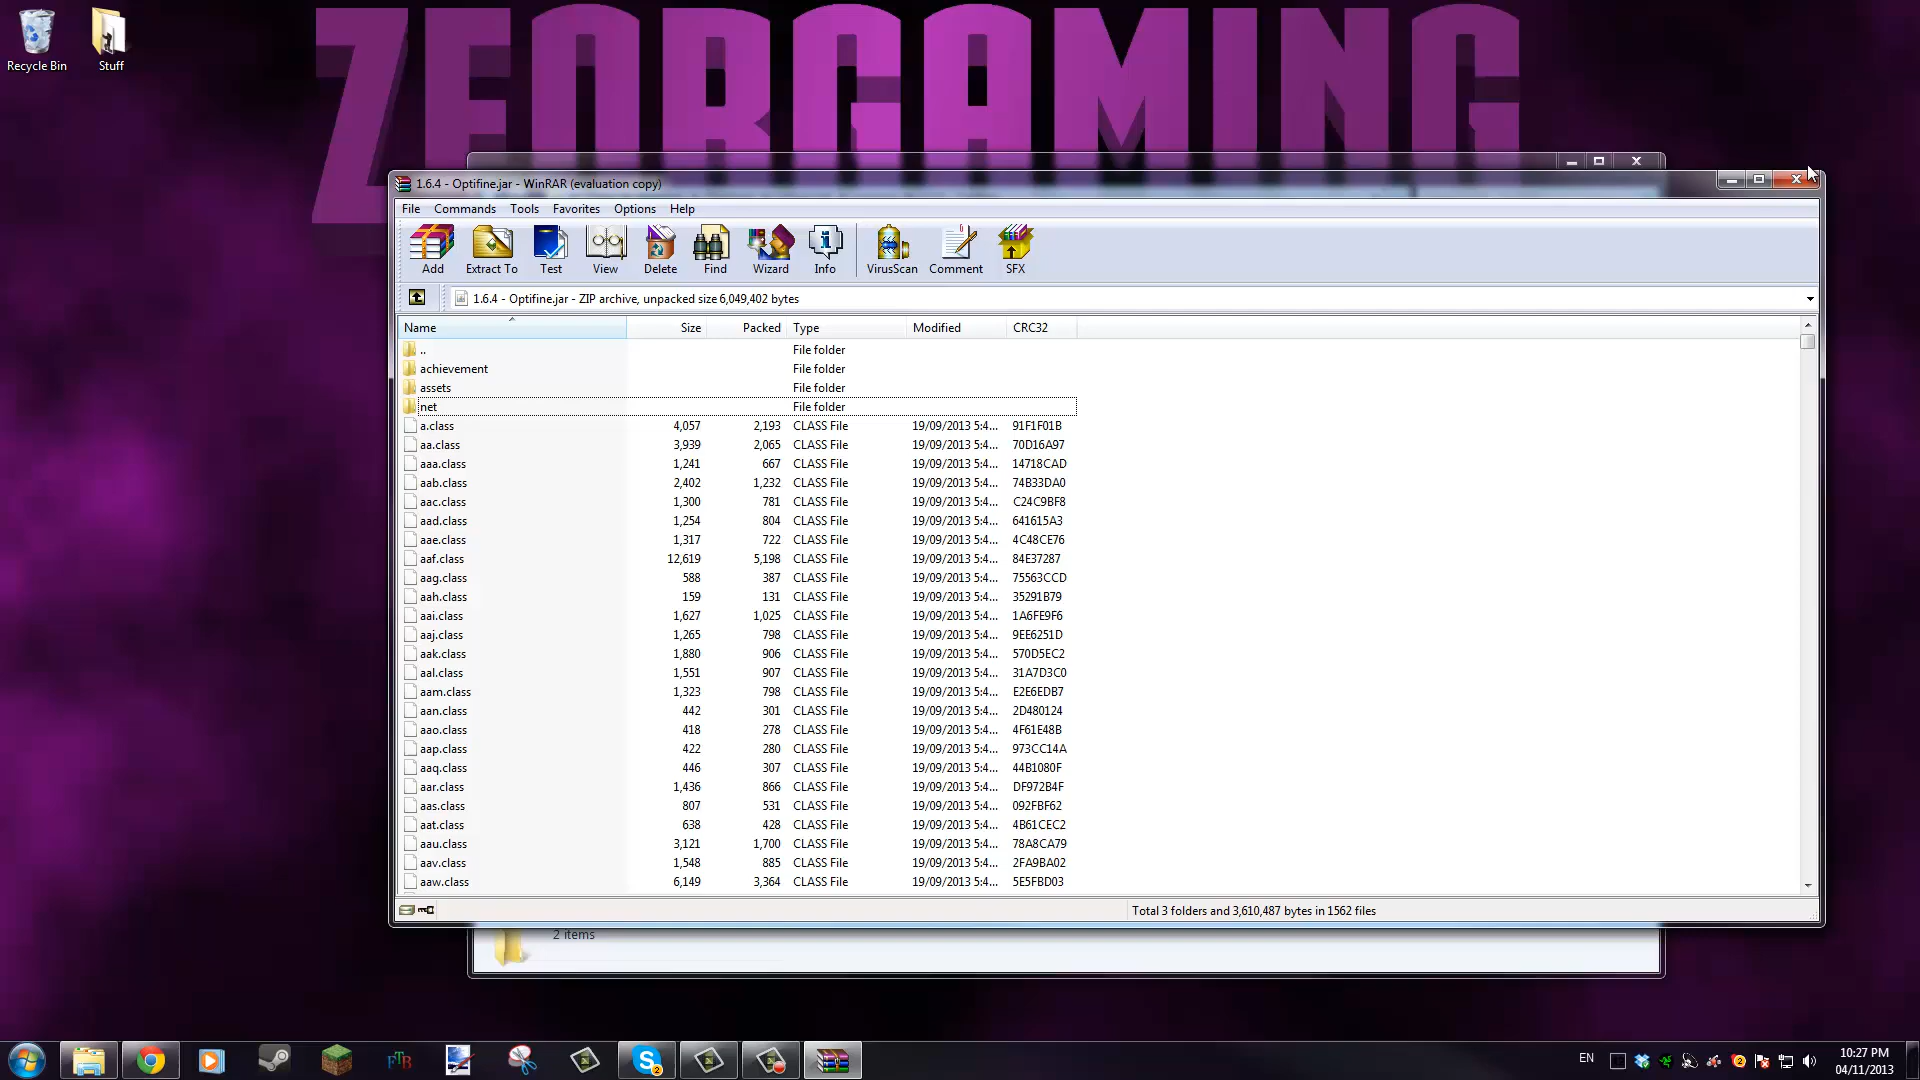 ZEORGAMING
Recycle Bin
Stuff
1.6.4 - Optifine.jar - WinRAR (evaluation copy)
File Commands Tools Favorites Options Help
Add Extract To Test View Delete Find Wizard Info VirusScan Comment SFX
1.6.4 - Optifine.jar - ZIP archive, unpacked size 6,049,402 bytes
Name Size Packed Type Modified CRC32
.. File folder
achievement File folder
assets File folder
net File folder
a.class 4,057 2,193 CLASS File 19/09/2013 5:4... 91F1F01B
aa.class 3,939 2,065 CLASS File 19/09/2013 5:4... 70D16A97
aaa.class 1,241 667 CLASS File 19/09/2013 5:4... 14718CAD
aab.class 2,402 1,232 CLASS File 19/09/2013 5:4... 74B33DA0
aac.class 1,300 781 CLASS File 19/09/2013 5:4... C24C9BF8
aad.class 1,254 804 CLASS File 19/09/2013 5:4... 641615A3
aae.class 1,317 722 CLASS File 19/09/2013 5:4... 4C48CE76
aaf.class 12,619 5,198 CLASS File 19/09/2013 5:4... 84E37287
aag.class 588 387 CLASS File 19/09/2013 5:4... 75563CCD
aah.class 159 131 CLASS File 19/09/2013 5:4... 35291B79
aai.class 1,627 1,025 CLASS File 19/09/2013 5:4... 1A6FE9F6
aaj.class 1,265 798 CLASS File 19/09/2013 5:4... 9EE6251D
aak.class 1,880 906 CLASS File 19/09/2013 5:4... 570D5EC2
aal.class 1,551 907 CLASS File 19/09/2013 5:4... 31A7D3C0
aam.class 1,323 798 CLASS File 19/09/2013 5:4... E2E6EDB7
aan.class 442 301 CLASS File 19/09/2013 5:4... 2D480124
aao.class 418 278 CLASS File 19/09/2013 5:4... 4F61E48B
aap.class 422 280 CLASS File 19/09/2013 5:4... 973CC14A
aaq.class 446 307 CLASS File 19/09/2013 5:4... 44B1080F
aar.class 1,436 866 CLASS File 19/09/2013 5:4... DF972B4F
aas.class 807 531 CLASS File 19/09/2013 5:4... 092FBF62
aat.class 638 428 CLASS File 19/09/2013 5:4... 4B61CEC2
aau.class 3,121 1,700 CLASS File 19/09/2013 5:4... 78A8CA79
aav.class 1,548 885 CLASS File 19/09/2013 5:4... 2FA9BA02
aaw.class 6,149 3,364 CLASS File 19/09/2013 5:4... 5E5FBD03
Total 3 folders and 3,610,487 bytes in 1562 files
2 items
FTB
2
EN
2
10:27 PM
04/11/2013